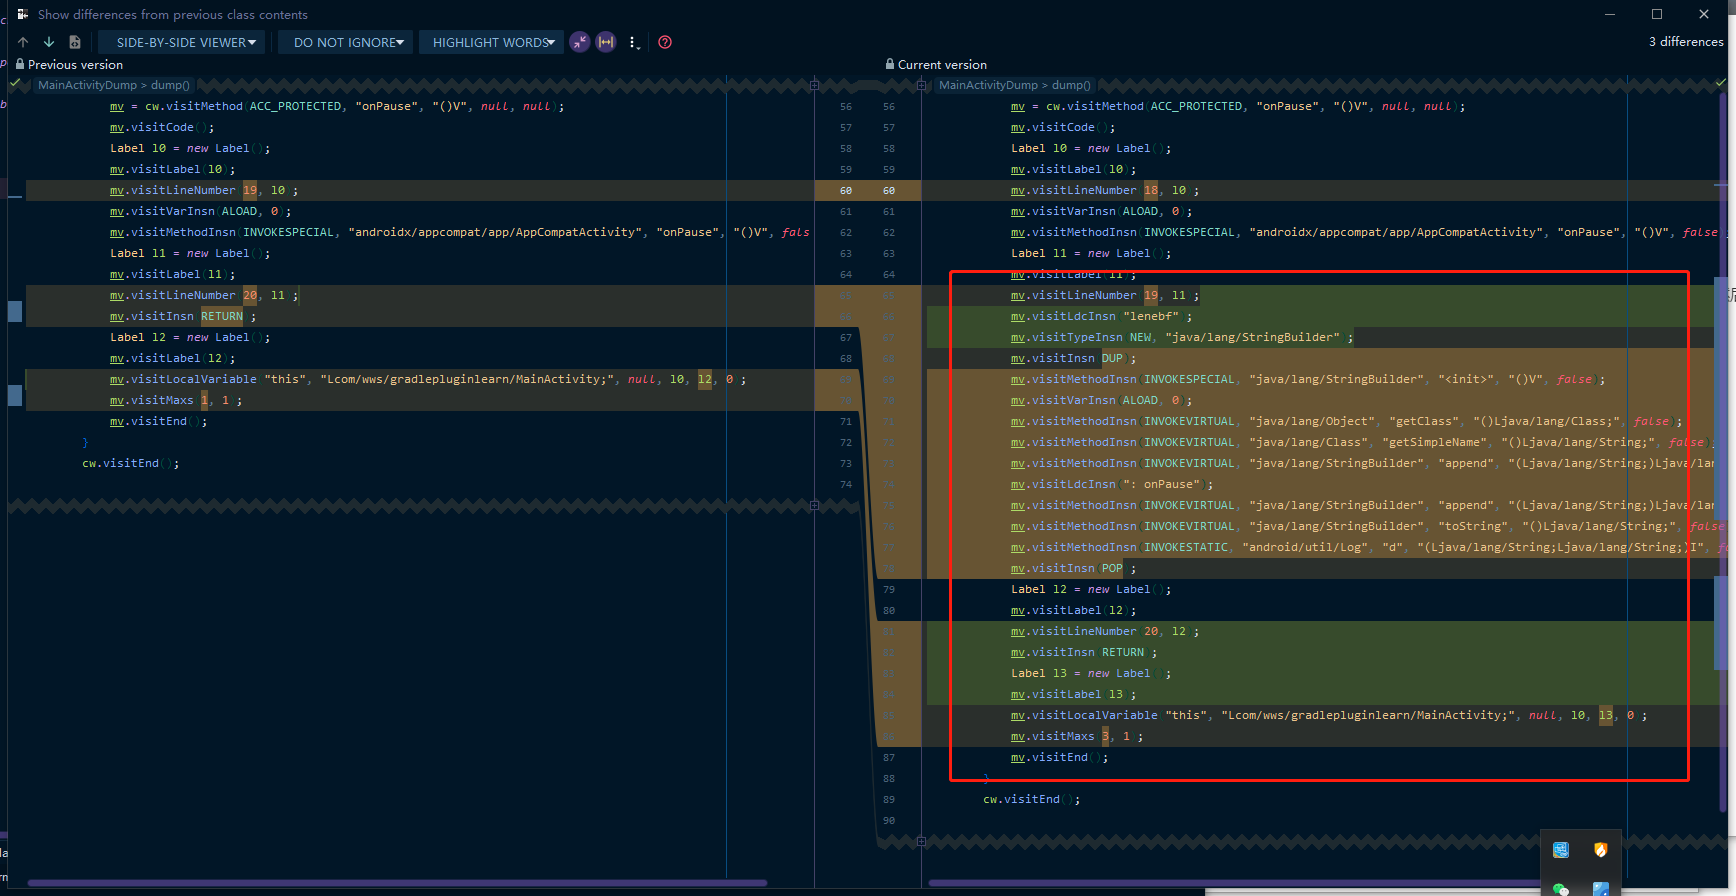 Show differences from previous class contents
SIDE-BY-SIDE VIEWER
DO NOT IGNORE
HIGHLIGHT WORDS
3 differences
Previous version
MainActivityDump > dump()
mv = cw.visitMethod(ACC_PROTECTED, "onPause", "()V", null, null);
mv.visitCode();
Label l0 = new Label();
mv.visitLabel(l0);
mv.visitLineNumber(19, l0);
mv.visitVarInsn(ALOAD, 0);
mv.visitMethodInsn(INVOKESPECIAL, "androidx/appcompat/app/AppCompatActivity", "onPause", "()V", fals
Label l1 = new Label();
mv.visitLabel(l1);
mv.visitLineNumber(20, l1);
mv.visitInsn(RETURN);
Label l2 = new Label();
mv.visitLabel(l2);
mv.visitLocalVariable("this", "Lcom/wws/gradlepluginlearn/MainActivity;", null, l0, l2, 0);
mv.visitMaxs(1, 1);
mv.visitEnd();
}
cw.visitEnd();
56
57
58
59
60
61
62
63
64
65
66
67
68
69
70
71
72
73
74
Current version
MainActivityDump > dump()
56 mv = cw.visitMethod(ACC_PROTECTED, "onPause", "()V", null, null);
57 mv.visitCode();
58 Label l0 = new Label();
59 mv.visitLabel(l0);
60 mv.visitLineNumber(18, l0);
61 mv.visitVarInsn(ALOAD, 0);
62 mv.visitMethodInsn(INVOKESPECIAL, "androidx/appcompat/app/AppCompatActivity", "onPause", "()V", false
63 Label l1 = new Label();
64 mv.visitLabel(l1);
65 mv.visitLineNumber(19, l1);
66 mv.visitLdcInsn("lenebf");
67 mv.visitTypeInsn(NEW, "java/lang/StringBuilder");
68 mv.visitInsn(DUP);
69 mv.visitMethodInsn(INVOKESPECIAL, "java/lang/StringBuilder", "<init>", "()V", false);
70 mv.visitVarInsn(ALOAD, 0);
71 mv.visitMethodInsn(INVOKEVIRTUAL, "java/lang/Object", "getClass", "()Ljava/lang/Class;", false);
72 mv.visitMethodInsn(INVOKEVIRTUAL, "java/lang/Class", "getSimpleName", "()Ljava/lang/String;", false);
73 mv.visitMethodInsn(INVOKEVIRTUAL, "java/lang/StringBuilder", "append", "(Ljava/lang/String;)Ljava/lan
74 mv.visitLdcInsn(": onPause");
75 mv.visitMethodInsn(INVOKEVIRTUAL, "java/lang/StringBuilder", "append", "(Ljava/lang/String;)Ljava/lan
76 mv.visitMethodInsn(INVOKEVIRTUAL, "java/lang/StringBuilder", "toString", "()Ljava/lang/String;", false
77 mv.visitMethodInsn(INVOKESTATIC, "android/util/Log", "d", "(Ljava/lang/String;Ljava/lang/String;)I", fa
78 mv.visitInsn(POP);
79 Label l2 = new Label();
80 mv.visitLabel(l2);
81 mv.visitLineNumber(20, l2);
82 mv.visitInsn(RETURN);
83 Label l3 = new Label();
84 mv.visitLabel(l3);
85 mv.visitLocalVariable("this", "Lcom/wws/gradlepluginlearn/MainActivity;", null, l0, l3, 0);
86 mv.visitMaxs(3, 1);
87 mv.visitEnd();
88 }
89 cw.visitEnd();
90